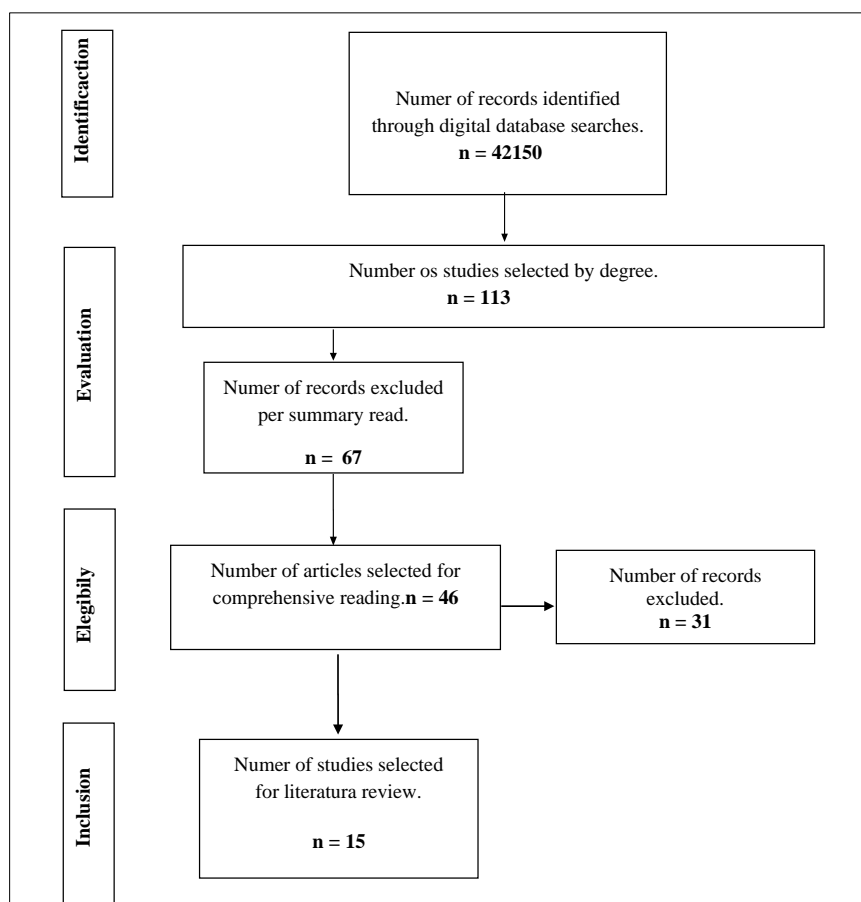 Identificaction
Numer of records identified
through digital database searches.
n = 42150
Evaluation
Number os studies selected by degree.
n = 113
Numer of records excluded
per summary read.
n = 67
Elegibily
Number of articles selected for
comprehensive reading.n = 46
Number of records
excluded.
n = 31
Inclusion
Numer of studies selected
for literatura review.
n = 15